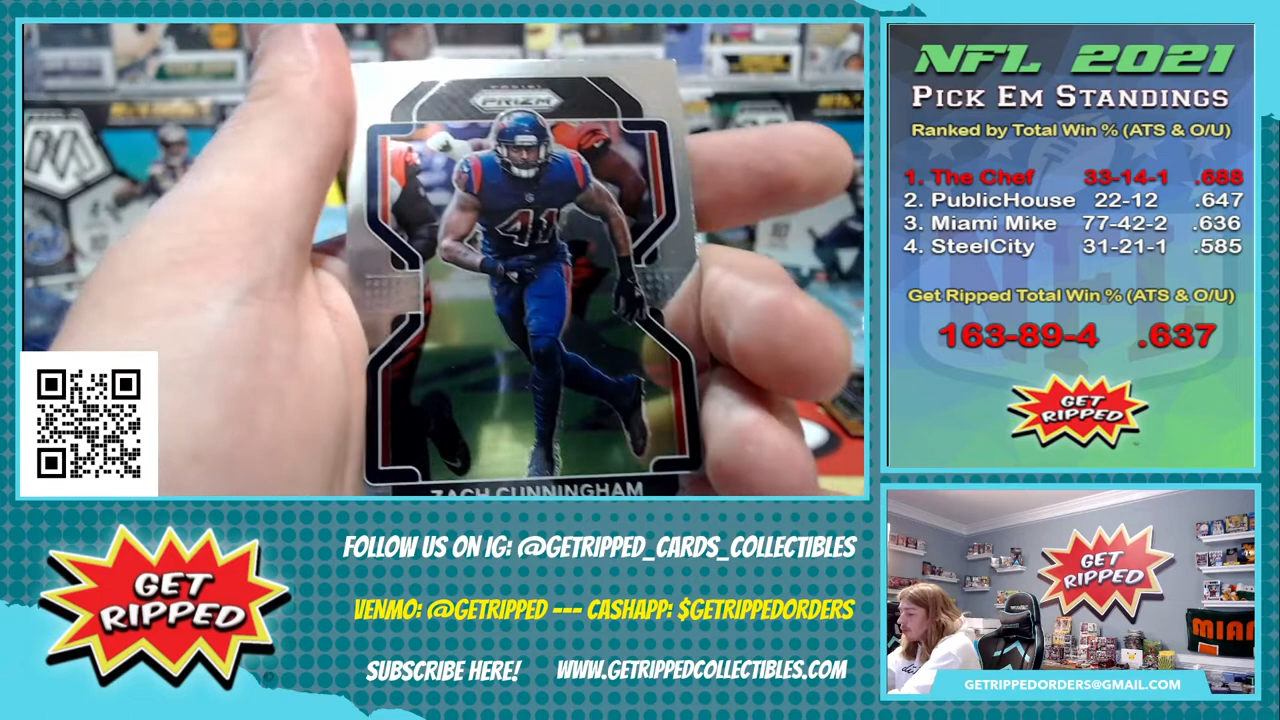 PANINI
PRIZM
41
ZACH CUNNINGHAM
NFL 2021
PICK EM STANDINGS
Ranked by Total Win % (ATS & O/U)
1. The Chef 33-14-1 .688
2. PublicHouse 22-12 .647
3. Miami Mike 77-42-2 .636
4. SteelCity 31-21-1 .585
Get Ripped Total Win % (ATS & O/U)
163-89-4 .637
GET
RIPPED
GET
RIPPED
FOLLOW US ON IG: @GETRIPPED_CARDS_COLLECTIBLES
VENMO: @GETRIPPED --- CASHAPP: $GETRIPPEDORDERS
SUBSCRIBE HERE! WWW.GETRIPPEDCOLLECTIBLES.COM
GET
RIPPED
MIAM
GETRIPPEDORDERS@GMAIL.COM